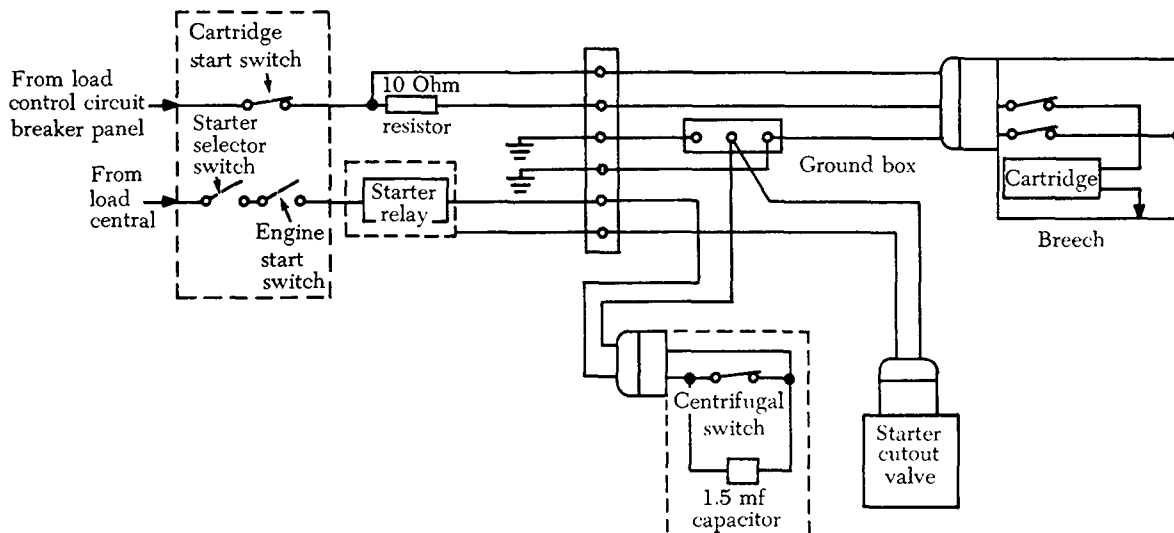 Cartridge
start switch
From load
control circuit
breaker panel
Starter
selector
switch
From
load
central
Engine
start
switch
10 Ohm
resistor
Starter
relay
Ground box
Cartridge
Breech
Centrifugal
switch
1.5 mf
capacitor
Starter
cutout
valve